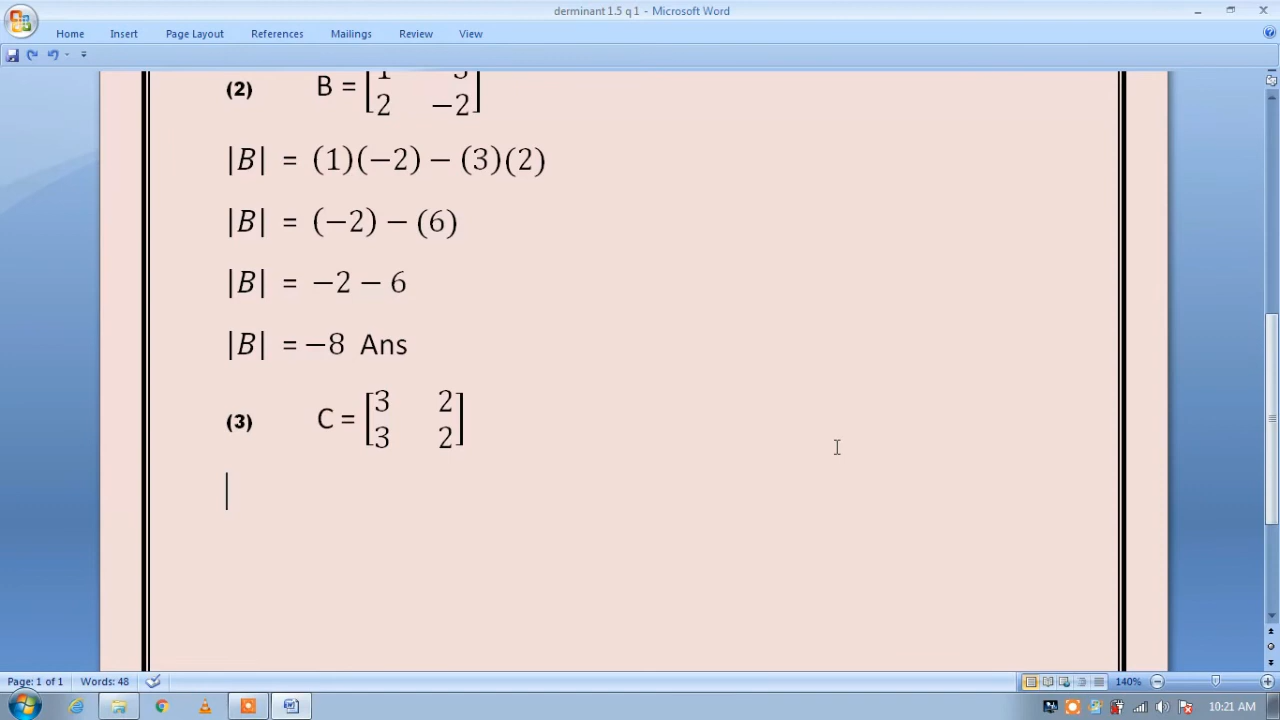 derminant 1.5 q 1 - Microsoft Word
Home Insert Page Layout References Mailings Review View
(2) B = [1 3
2 −2]
|B| = (1)(−2) − (3)(2)
|B| = (−2) − (6)
|B| = −2 − 6
|B| = −8 Ans
(3) C = [3 2
3 2]
Page: 1 of 1 Words: 48 140%
10:21 AM